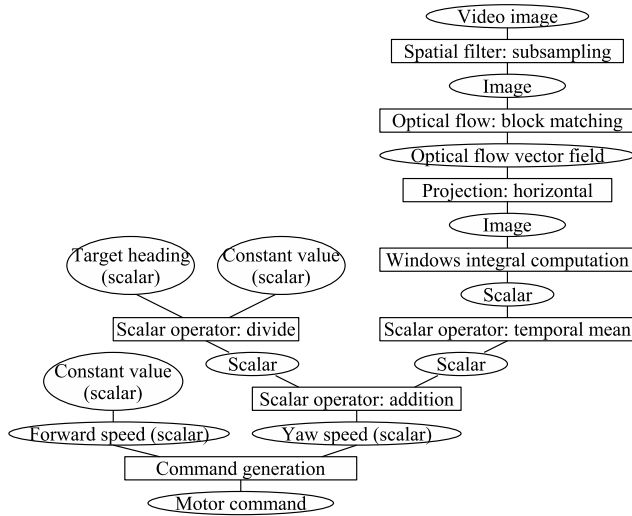 Video image
Spatial filter: subsampling
Image
Optical flow: block matching
Optical flow vector field
Projection: horizontal
Image
Target heading
(scalar)
Constant value
(scalar)
Windows integral computation
Scalar
Scalar operator: divide
Scalar operator: temporal mean
Scalar
Scalar
Constant value
(scalar)
Scalar operator: addition
Forward speed (scalar)
Yaw speed (scalar)
Command generation
Motor command